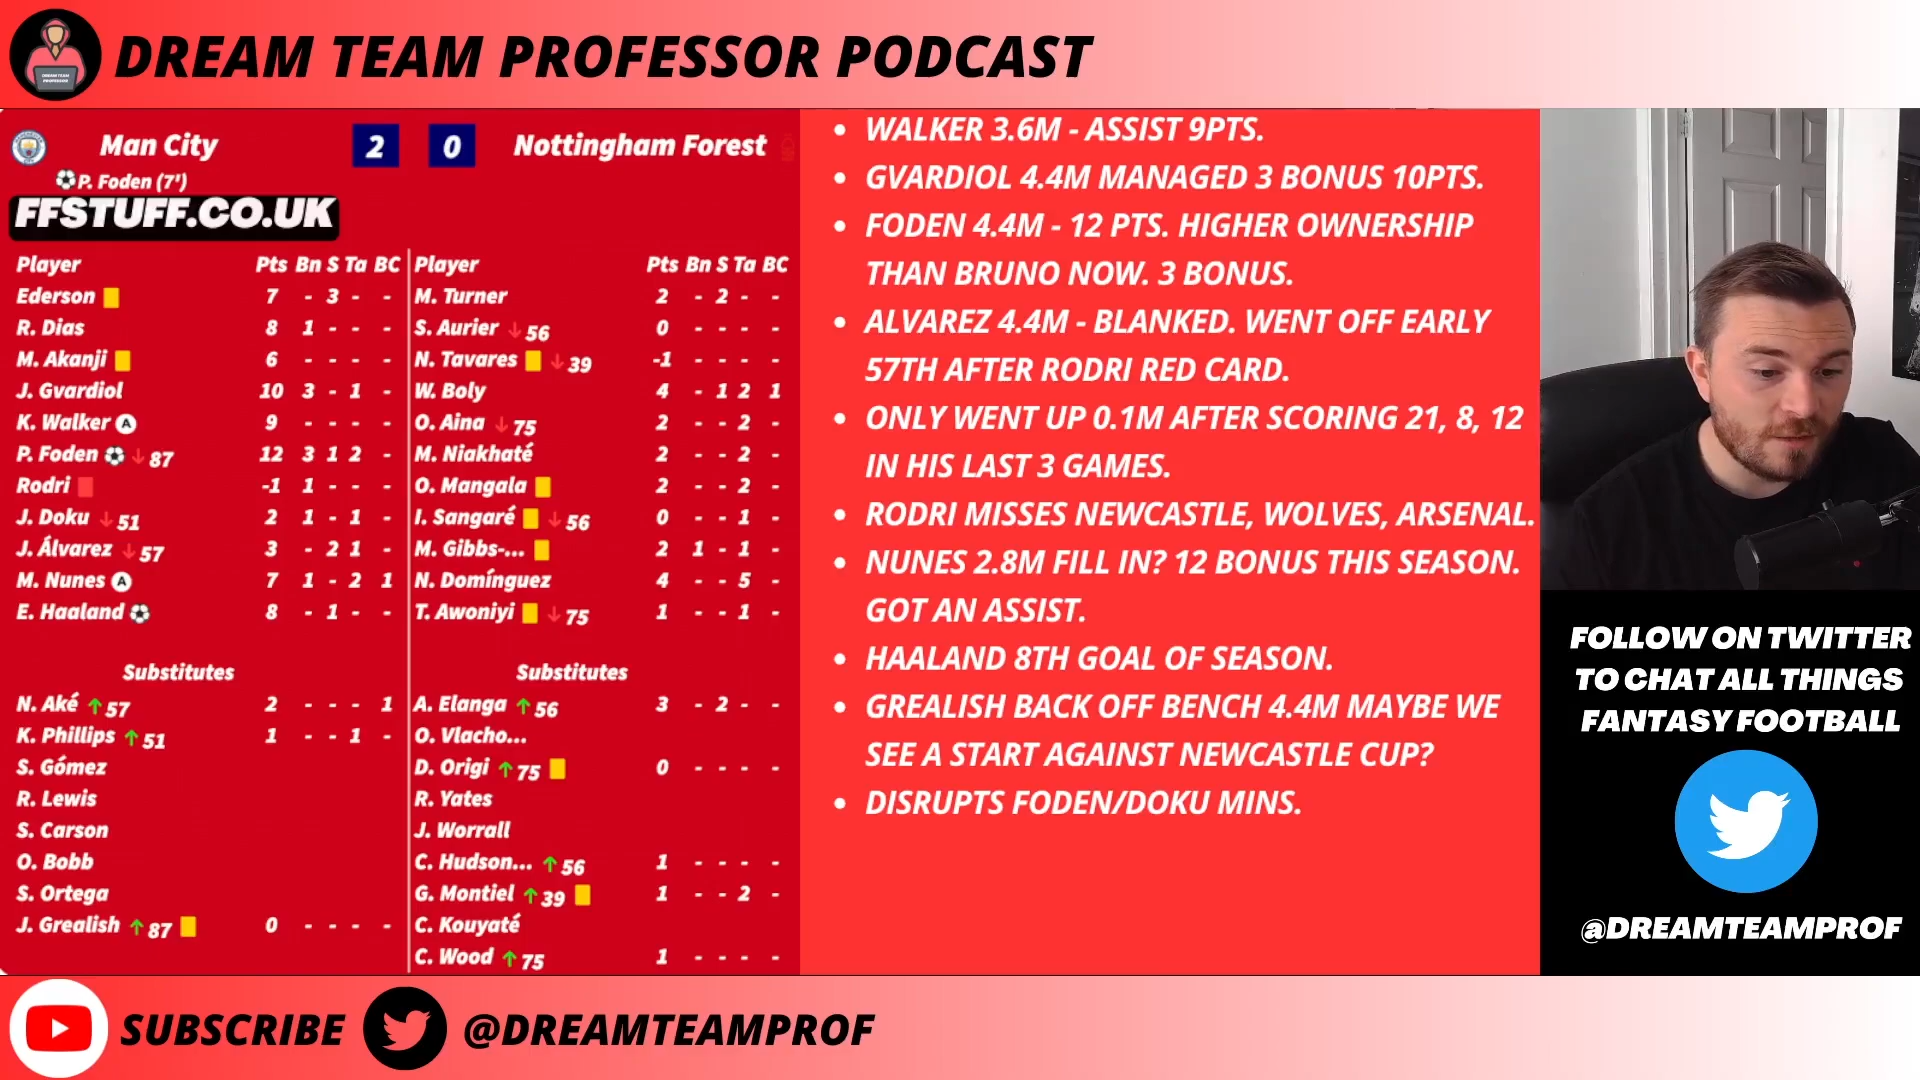 DREAM TEAM PROFESSOR PODCAST
DREAM TEAM
PROFESSOR
Man City 2 0 Nottingham Forest
P. Foden (7')
FFSTUFF.CO.UK
Player Pts Bn S Ta BC Player Pts Bn S Ta BC
Ederson 7 - 3 - - M. Turner 2 - 2 - -
R. Dias 8 1 - - - S. Aurier 56 0 - - - -
M. Akanji 6 - - - - N. Tavares 39 -1 - - - -
J. Gvardiol 10 3 - 1 - W. Boly 4 - 1 2 1
K. Walker A 9 - - - - O. Aina 75 2 - - 2 -
P. Foden 87 12 3 1 2 - M. Niakhaté 2 - - 2 -
Rodri -1 1 - - - O. Mangala 2 - - 2 -
J. Doku 51 2 1 - 1 - I. Sangaré 56 0 - - 1 -
J. Álvarez 57 3 - 2 1 - M. Gibbs-... 2 1 - 1 -
M. Nunes A 7 1 - 2 1 N. Domínguez 4 - - 5 -
E. Haaland 8 - 1 - - T. Awoniyi 75 1 - - 1 -
Substitutes Substitutes
N. Aké 57 2 - - - 1 A. Elanga 56 3 - 2 - -
K. Phillips 51 1 - - 1 - O. Vlacho...
S. Gómez D. Origi 75 0 - - - -
R. Lewis R. Yates
S. Carson J. Worrall
O. Bobb C. Hudson... 56 1 - - - -
S. Ortega G. Montiel 39 1 - - 2 -
J. Grealish 87 0 - - - - C. Kouyaté
C. Wood 75 1 - - - -
• WALKER 3.6M - ASSIST 9PTS.
• GVARDIOL 4.4M MANAGED 3 BONUS 10PTS.
• FODEN 4.4M - 12 PTS. HIGHER OWNERSHIP
THAN BRUNO NOW. 3 BONUS.
• ALVAREZ 4.4M - BLANKED. WENT OFF EARLY
57TH AFTER RODRI RED CARD.
• ONLY WENT UP 0.1M AFTER SCORING 21, 8, 12
IN HIS LAST 3 GAMES.
• RODRI MISSES NEWCASTLE, WOLVES, ARSENAL.
• NUNES 2.8M FILL IN? 12 BONUS THIS SEASON.
GOT AN ASSIST.
• HAALAND 8TH GOAL OF SEASON.
• GREALISH BACK OFF BENCH 4.4M MAYBE WE
SEE A START AGAINST NEWCASTLE CUP?
• DISRUPTS FODEN/DOKU MINS.
FOLLOW ON TWITTER
TO CHAT ALL THINGS
FANTASY FOOTBALL
@DREAMTEAMPROF
SUBSCRIBE @DREAMTEAMPROF